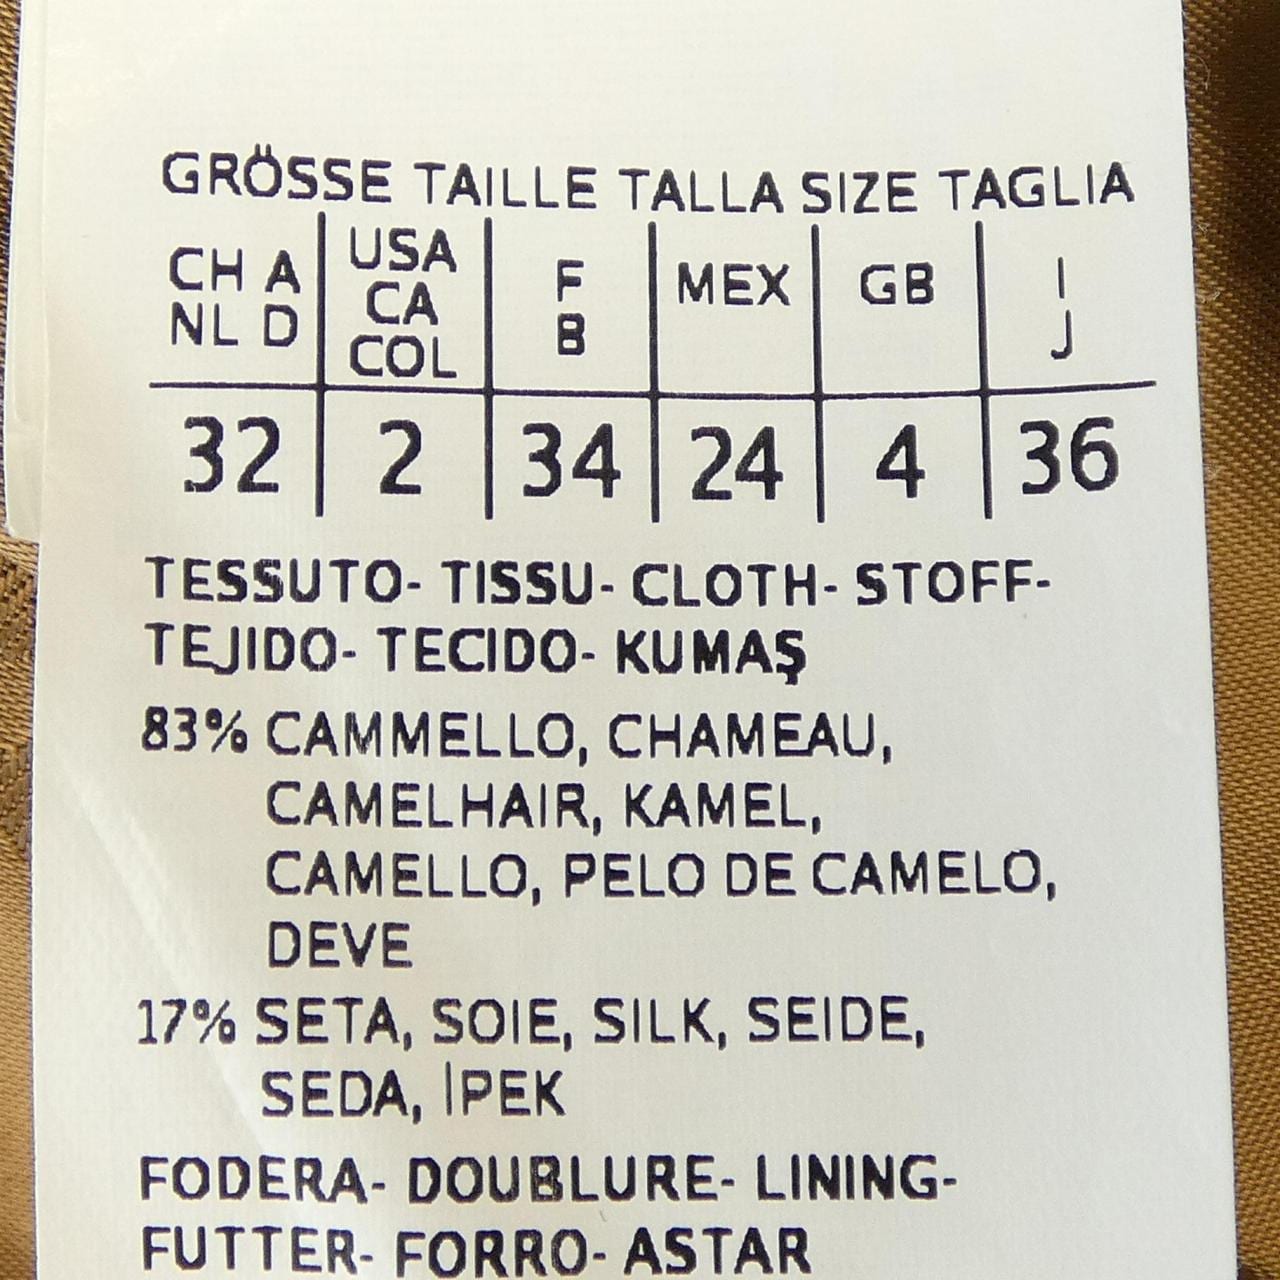 GRÖSSE TAILLE TALLA SIZE TAGLIA
CH A NL D | USA CA COL | F B | MEX | GB | I J
32 | 2 | 34 | 24 | 4 | 36
TESSUTO- TISSU- CLOTH- STOFF-
TEJIDO- TECIDO- KUMAŞ
83% CAMMELLO, CHAMEAU,
CAMELHAIR, KAMEL,
CAMELLO, PELO DE CAMELO,
DEVE
17% SETA, SOIE, SILK, SEIDE,
SEDA, İPEK
FODERA- DOUBLURE- LINING-
FUTTER- FORRO- ASTAR